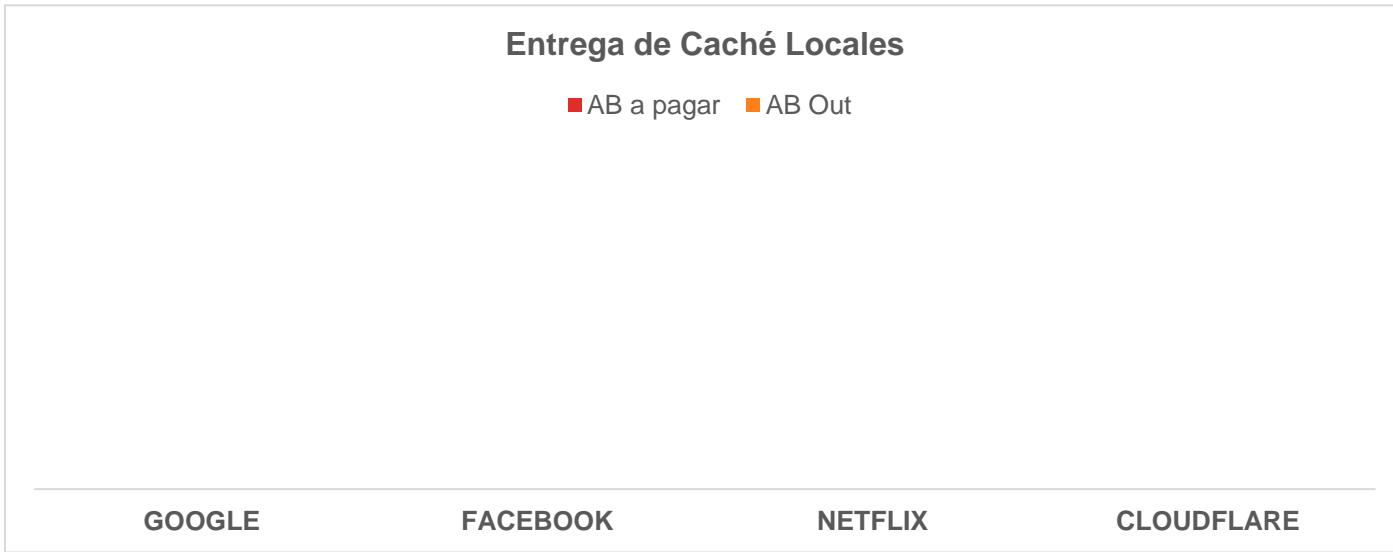 Entrega de Caché Locales
AB a pagar AB Out
GOOGLE FACEBOOK NETFLIX CLOUDFLARE